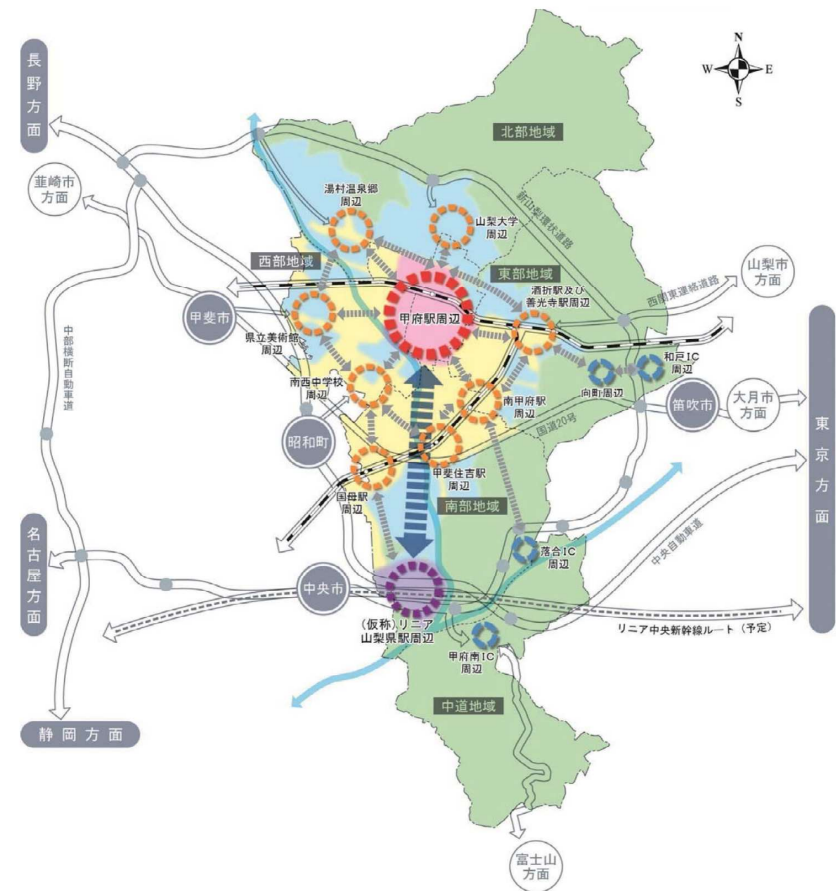 N
W
E
S
長野方面
北部地域
韮崎市
方面
湯村温泉郷
周辺
山梨大学
周辺
新山梨環状道路
西部地域
東部地域
酒折駅及び
善光寺駅周辺
西関東連絡道路
山梨市
方面
甲斐市
甲府駅周辺
県立美術館
周辺
中部横断自動車道
和戸IC
周辺
向町周辺
南西中学校
周辺
南甲府駅
周辺
国道20号
笛吹市
大月市
方面
東京方面
昭和町
甲斐住吉駅
周辺
国母駅
周辺
南部地域
名古屋方面
落合IC
周辺
中央自動車道
中央市
(仮称)リニア
山梨県駅周辺
リニア中央新幹線ルート(予定)
甲府南IC
周辺
中道地域
静岡方面
富士山
方面